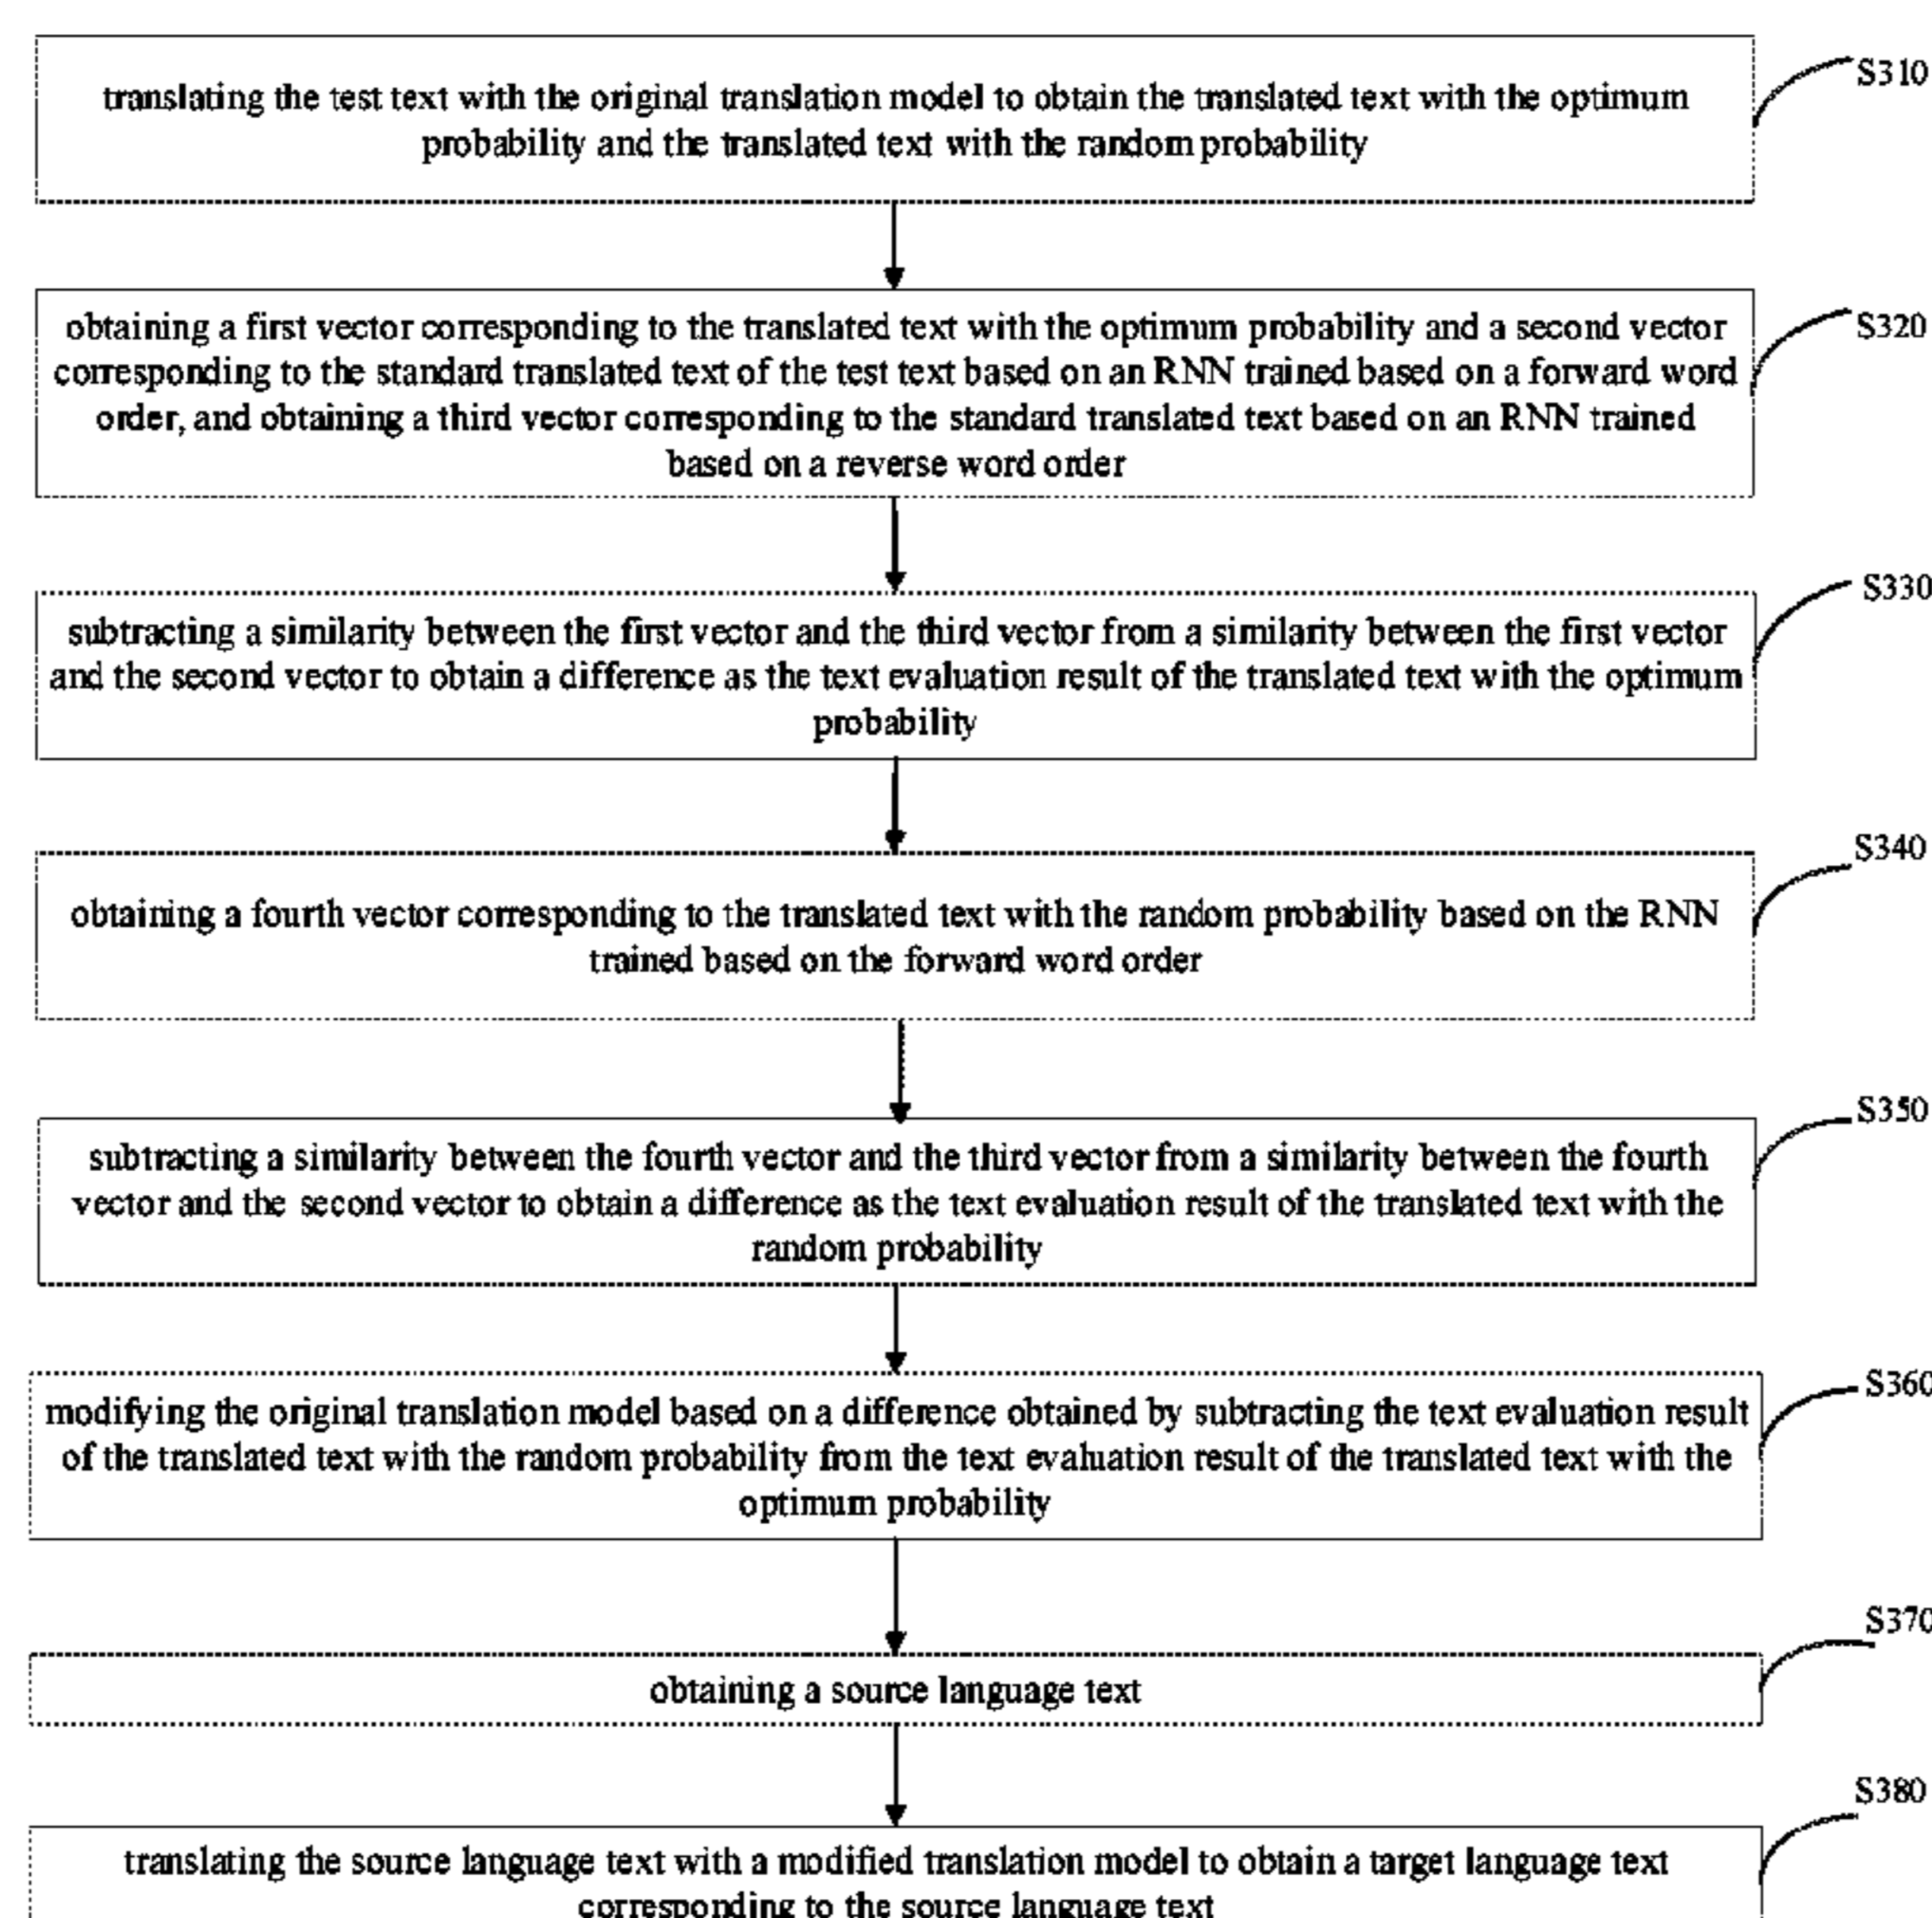 translating the test text with the original translation model to obtain the translated text with the optimum
probability and the translated text with the random probability
S310
obtaining a first vector corresponding to the translated text with the optimum probability and a second vector
corresponding to the standard translated text of the test text based on an RNN trained based on a forward word
order, and obtaining a third vector corresponding to the standard translated text based on an RNN trained
based on a reverse word order
S320
subtracting a similarity between the first vector and the third vector from a similarity between the first vector
and the second vector to obtain a difference as the text evaluation result of the translated text with the optimum
probability
S330
obtaining a fourth vector corresponding to the translated text with the random probability based on the RNN
trained based on the forward word order
S340
subtracting a similarity between the fourth vector and the third vector from a similarity between the fourth
vector and the second vector to obtain a difference as the text evaluation result of the translated text with the
random probability
S350
modifying the original translation model based on a difference obtained by subtracting the text evaluation result
of the translated text with the random probability from the text evaluation result of the translated text with the
optimum probability
S360
obtaining a source language text
S370
translating the source language text with a modified translation model to obtain a target language text
corresponding to the source language text
S380